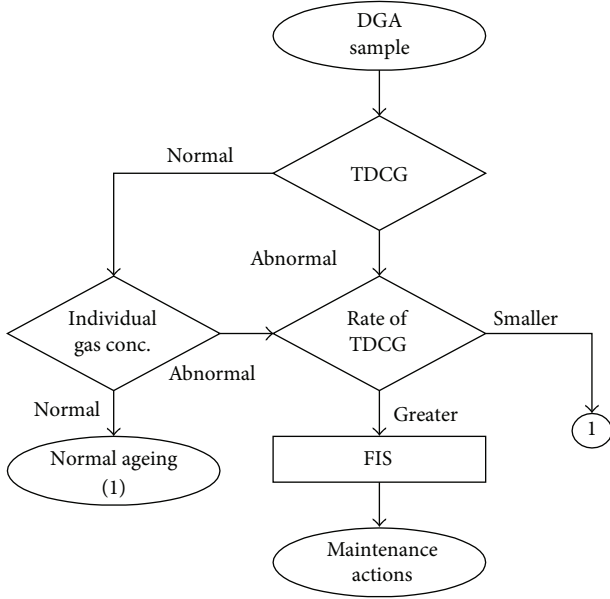 DGA
sample
Normal
TDCG
Abnormal
Individual
gas conc.
Abnormal
Rate of
TDCG
Smaller
Normal
Greater
1
Normal ageing
(1)
FIS
Maintenance
actions